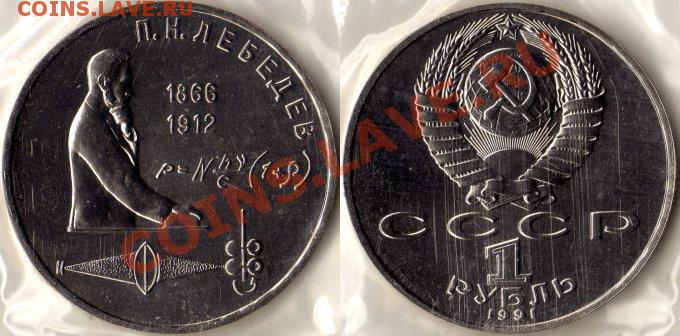 COINS.LAVE.RU
П.Н.ЛЕБЕДЕВ
1866
1912
И
COINS.LAVE.RU
СССР
1
РУБЛЬ
1991
COINS.LAVE.RU